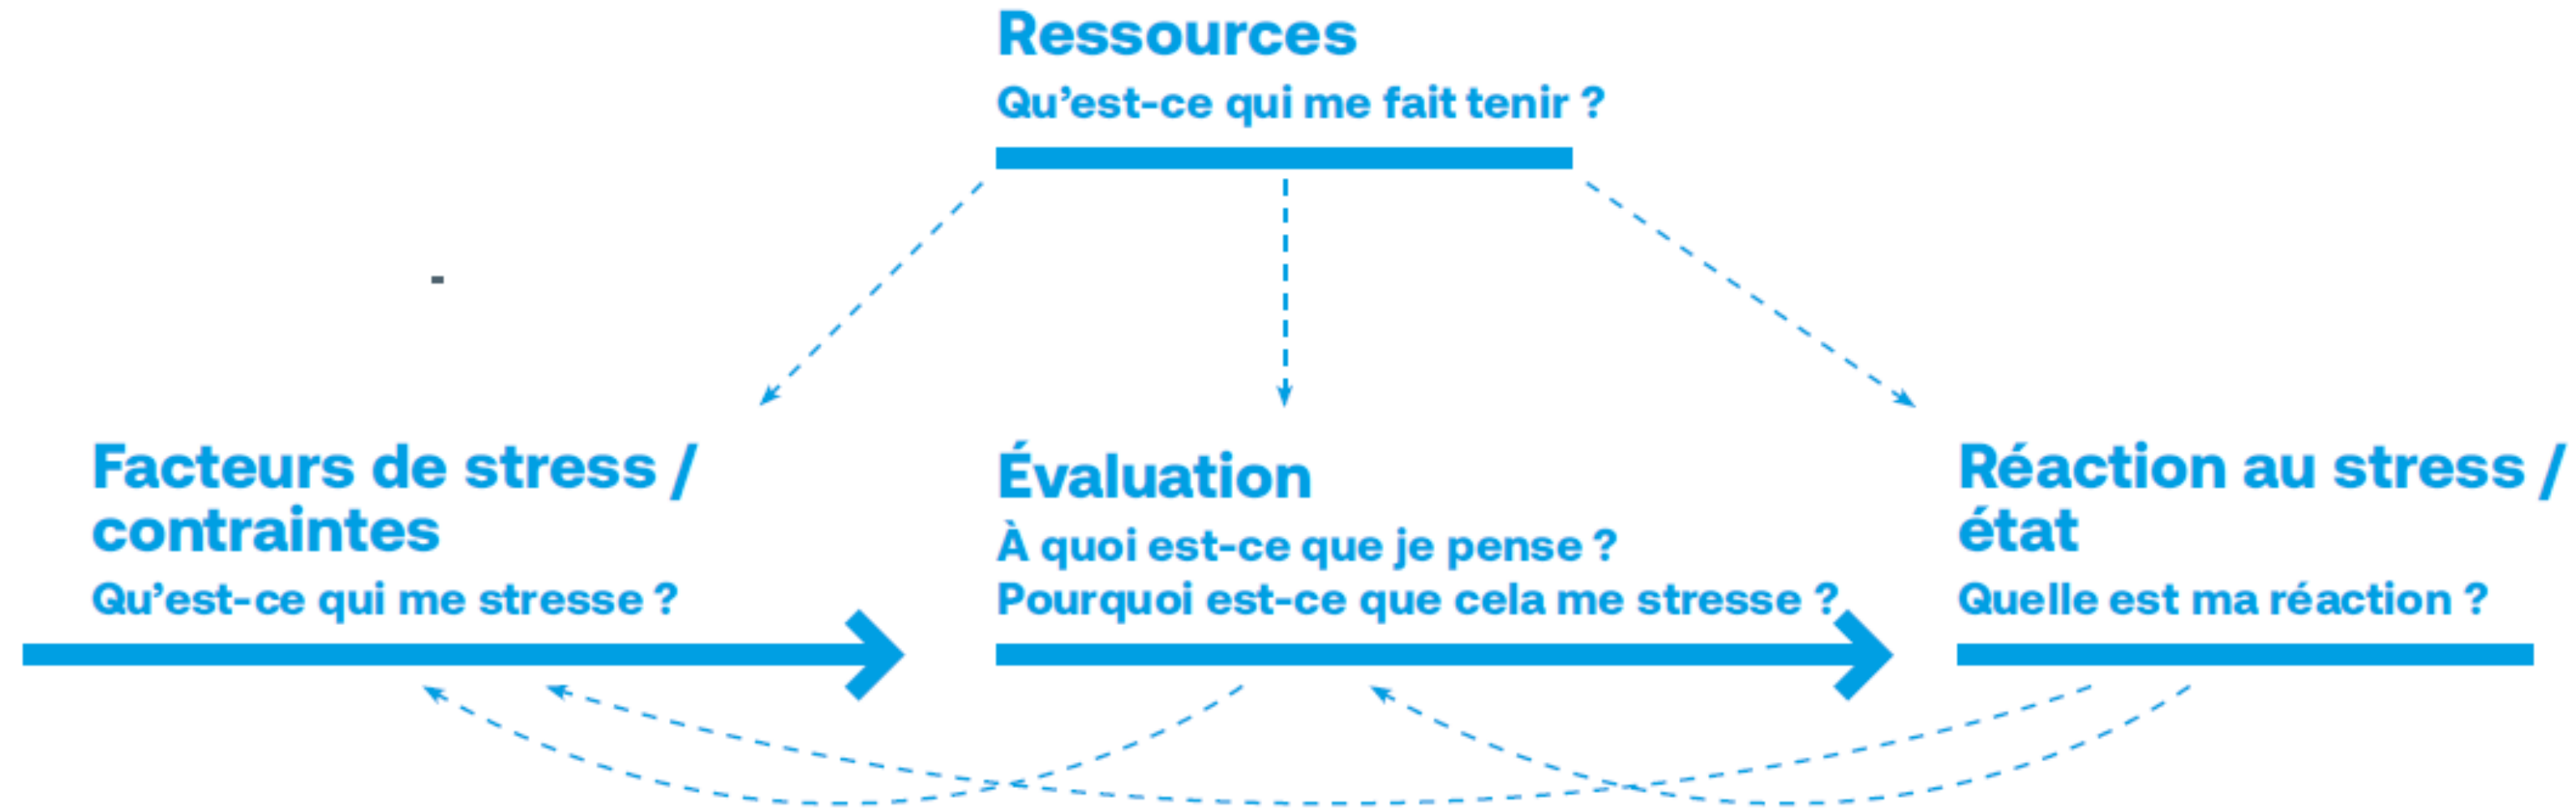 Ressources
Qu’est-ce qui me fait tenir ?
-
Facteurs de stress /
contraintes
Qu’est-ce qui me stresse ?
Évaluation
À quoi est-ce que je pense ?
Pourquoi est-ce que cela me stresse ?
Réaction au stress /
état
Quelle est ma réaction ?